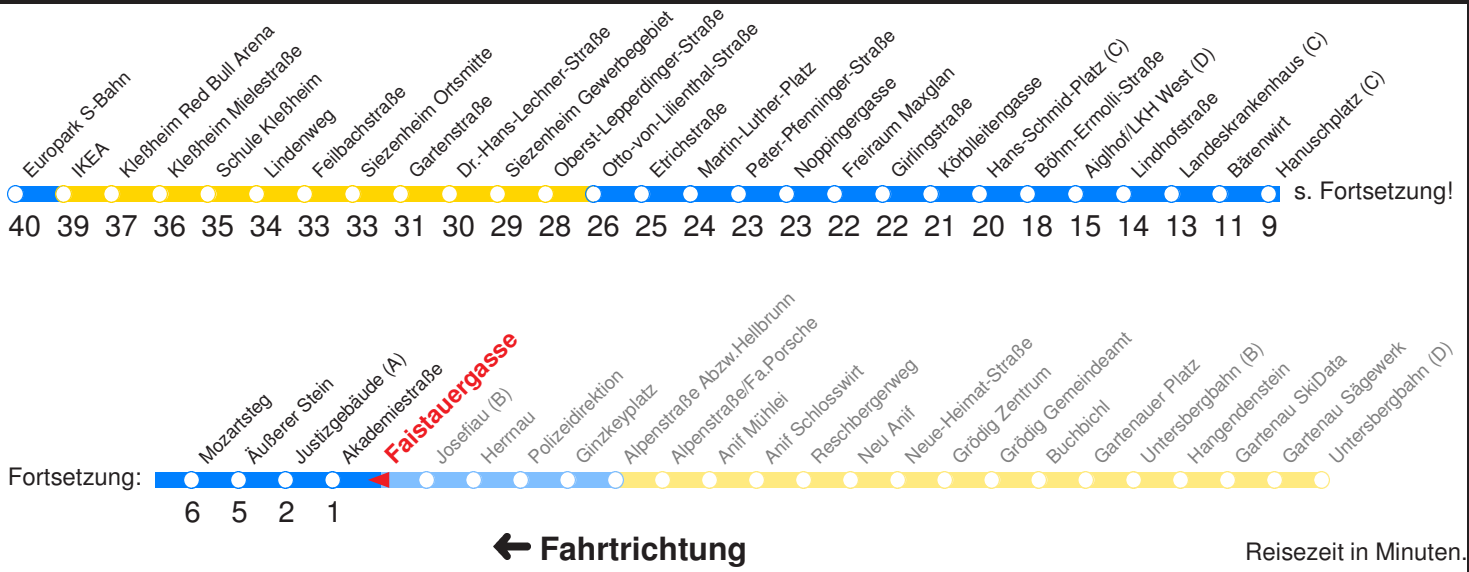 Europark S-Bahn
IKEA
Kleßheim Red Bull Arena
Kleßheim Mielestraße
Schule Kleßheim
Lindenweg
Feilbachstraße
Siezenheim Ortsmitte
Gartenstraße
Dr.-Hans-Lechner-Straße
Siezenheim Gewerbegebiet
Oberst-Lepperdinger-Straße
Otto-von-Lilienthal-Straße
Etrichstraße
Martin-Luther-Platz
Peter-Pfenninger-Straße
Noppingergasse
Freiraum Maxglan
Girlingstraße
Körblleitengasse
Hans-Schmid-Platz (C)
Böhm-Ermolli-Straße
Aiglhof/LKH West (D)
Lindhofstraße
Landeskrankenhaus (C)
Bärenwirt
Hanuschplatz (C)
s. Fortsetzung!
40 39 37 36 35 34 33 33 31 30 29 28 26 25 24 23 23 22 22 21 20 18 15 14 13 11 9
Fortsetzung:
Mozartsteg
Äußerer Stein
Justizgebäude (A)
Akademiestraße
Faistauergasse
Josefiau (B)
Herrnau
Polizeidirektion
Ginzkeyplatz
Alpenstraße Abzw.Hellbrunn
Alpenstraße/Fa.Porsche
Anif Mühlei
Anif Schlosswirt
Reschbergerweg
Neu Anif
Neue-Heimat-Straße
Grödig Zentrum
Grödig Gemeindeamt
Buchbichl
Gartenauer Platz
Untersbergbahn (B)
Hangendenstein
Gartenau SkiData
Gartenau Sägewerk
Untersbergbahn (D)
6 5 2 1
← Fahrtrichtung
Reisezeit in Minuten.